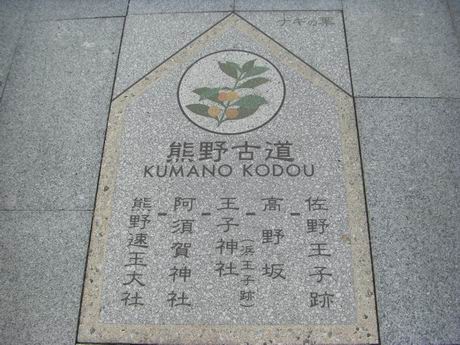 ナギの葉
熊野古道
KUMANO KODOU
佐野王子跡
高野坂
王子神社
(浜王子跡)
阿須賀神社
熊野速玉大社